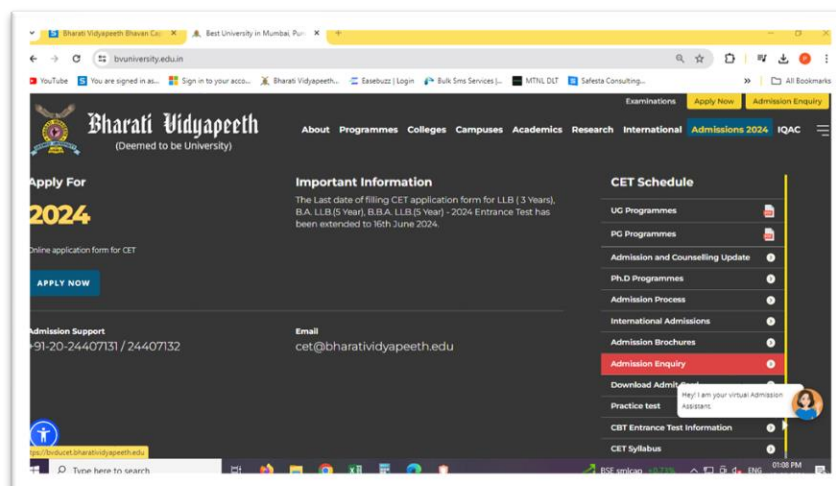 Bharati Vidyapeeth Bhavan Ca
Best University in Mumbai, Pun
bvuniversity.edu.in
YouTube
You are signed in as...
Sign in to your acco...
Bharati Vidyapeeth...
Easebuzz | Login
Bulk Sms Services |...
MTNL DLT
Safesta Consulting...
All Bookmarks
Examinations
Apply Now
Admission Enquiry
Bharati Vidyapeeth
(Deemed to be University)
About Programmes Colleges Campuses Academics Research International Admissions 2024 IQAC
Apply For
2024
Online application form for CET
APPLY NOW
Important Information
The Last date of filling CET application form for LLB ( 3 Years),
B.A. LLB.(5 Year), B.B.A. LLB.(5 Year) - 2024 Entrance Test has
been extended to 16th June 2024.
Admission Support
+91-20-24407131 / 24407132
Email
cet@bharatividyapeeth.edu
CET Schedule
UG Programmes
PG Programmes
Admission and Counselling Update
Ph.D Programmes
Admission Process
International Admissions
Admission Brochures
Admission Enquiry
Download Admit Card
Practice test
CBT Entrance Test Information
CET Syllabus
Hey! I am your virtual Admission
Assistant.
tps://bvducet.bharatividyapeeth.edu
Type here to search
BSE smlcap +0.73%
ENG
01:08 PM